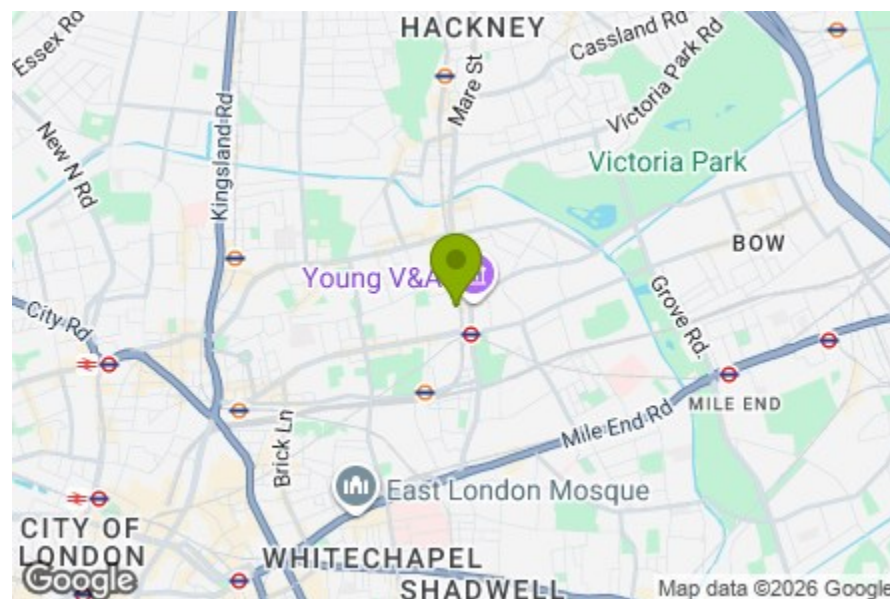 HACKNEY
Essex Rd
Cassland Rd
Mare St
Victoria Park Rd
Kingsland Rd
New N Rd
Victoria Park
BOW
Young V&A
Grove Rd.
City Rd
MILE END
Brick Ln
Mile End Rd
East London Mosque
CITY OF
LONDON
WHITECHAPEL
SHADWELL
Google
Map data ©2026 Google